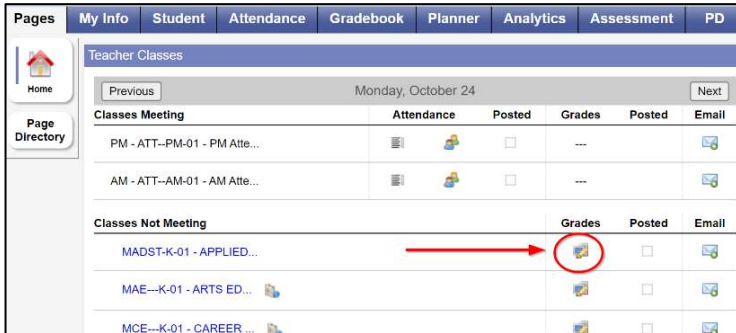 Pages My Info Student Attendance Gradebook Planner Analytics Assessment PD
Home
Page
Directory
Teacher Classes
Previous Monday, October 24 Next
Classes Meeting Attendance Posted Grades Email
PM - ATT--PM-01 - PM Atte... ---
AM - ATT--AM-01 - AM Atte... ---
Classes Not Meeting Grades Posted Email
MADST-K-01 - APPLIED...
MAE---K-01 - ARTS ED...
MCE---K-01 - CAREER ...